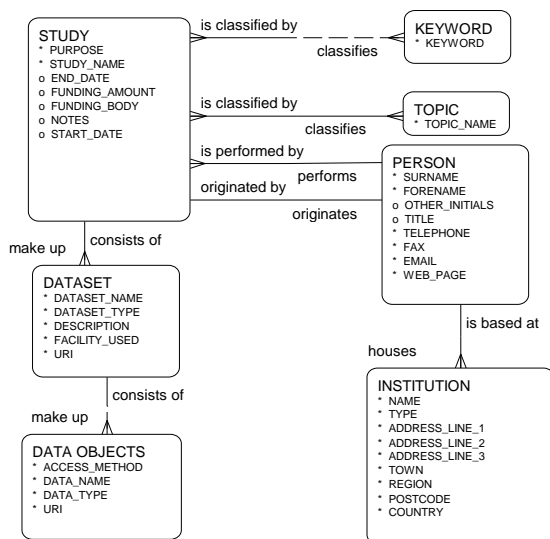 STUDY
* PURPOSE
* STUDY_NAME
o END_DATE
o FUNDING_AMOUNT
o FUNDING_BODY
o NOTES
o START_DATE
is classified by
classifies
KEYWORD
* KEYWORD
is classified by
classifies
TOPIC
* TOPIC_NAME
is performed by
performs
originated by
originates
PERSON
* SURNAME
* FORENAME
o OTHER_INITIALS
o TITLE
* TELEPHONE
* FAX
* EMAIL
* WEB_PAGE
consists of
make up
DATASET
* DATASET_NAME
* DATASET_TYPE
* DESCRIPTION
* FACILITY_USED
* URI
is based at
houses
consists of
make up
DATA OBJECTS
* ACCESS_METHOD
* DATA_NAME
* DATA_TYPE
* URI
INSTITUTION
* NAME
* TYPE
* ADDRESS_LINE_1
* ADDRESS_LINE_2
* ADDRESS_LINE_3
* TOWN
* REGION
* POSTCODE
* COUNTRY